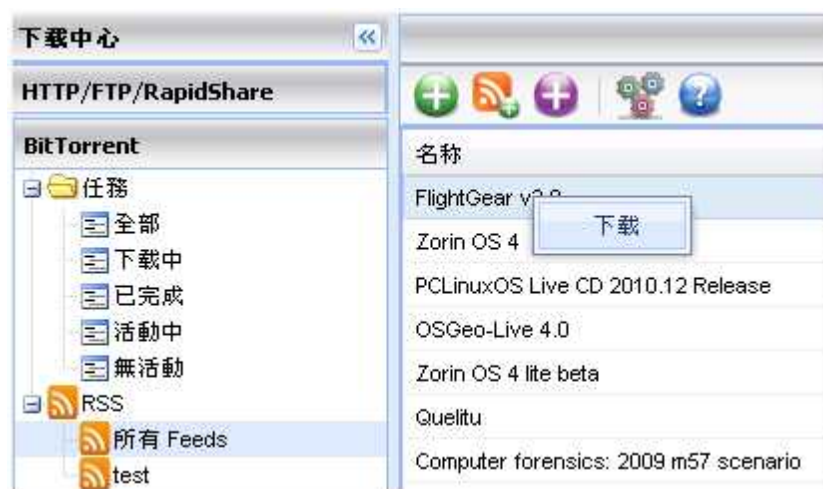 下载中心
HTTP/FTP/RapidShare
BitTorrent
任務
全部
下载中
已完成
活動中
無活動
RSS
所有 Feeds
test
名称
FlightGear
下载
Zorin OS 4
PCLinuxOS Live CD 2010.12 Release
OSGeo-Live 4.0
Zorin OS 4 lite beta
Quelitu
Computer forensics: 2009 m57 scenario